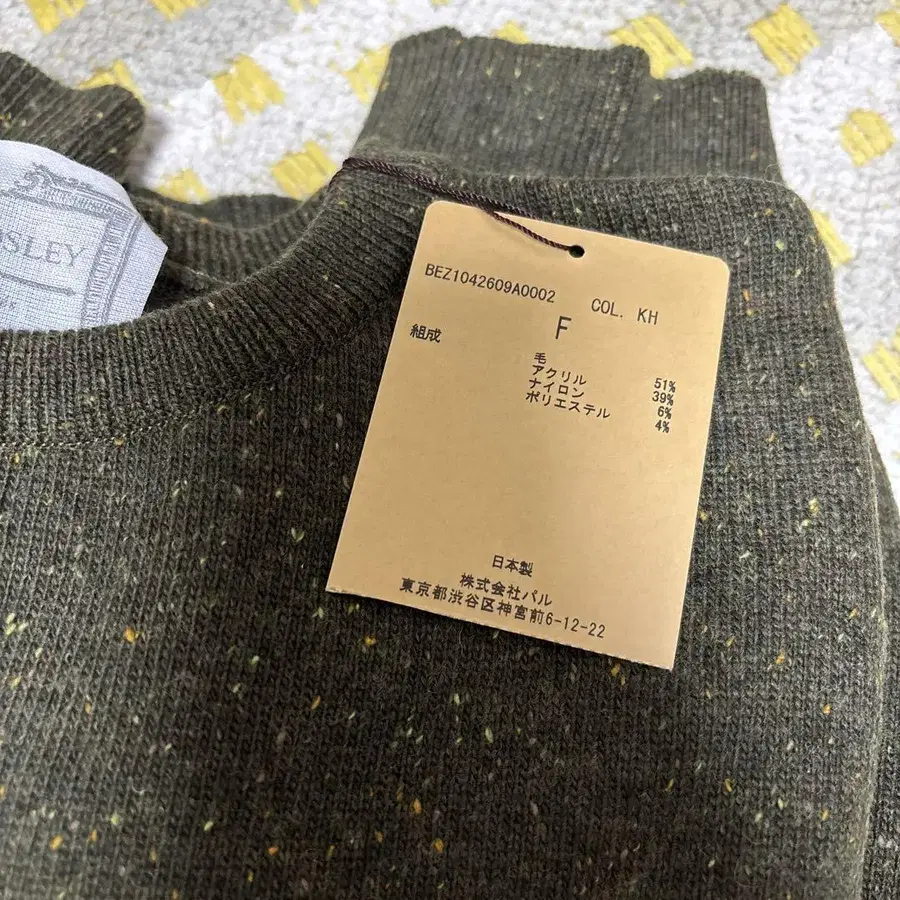 BEZ1042609A0002 COL. KH
F
組成
毛 51%
アクリル 39%
ナイロン 6%
ポリエステル 4%
日本製
株式会社パル
東京都渋谷区神宮前6-12-22